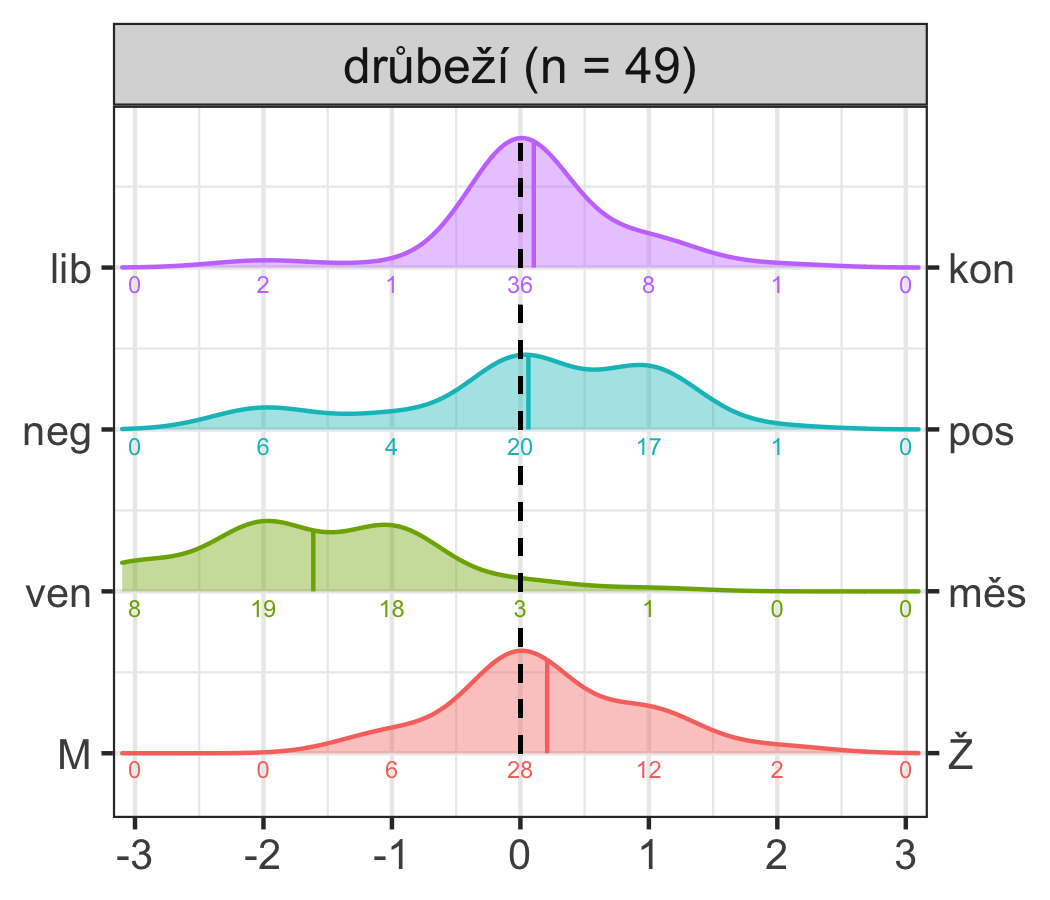 drůbeží (n = 49)
lib kon
0 2 1 36 8 1 0
neg pos
0 6 4 20 17 1 0
ven měs
8 19 18 3 1 0 0
M Ž
0 0 6 28 12 2 0
-3 -2 -1 0 1 2 3